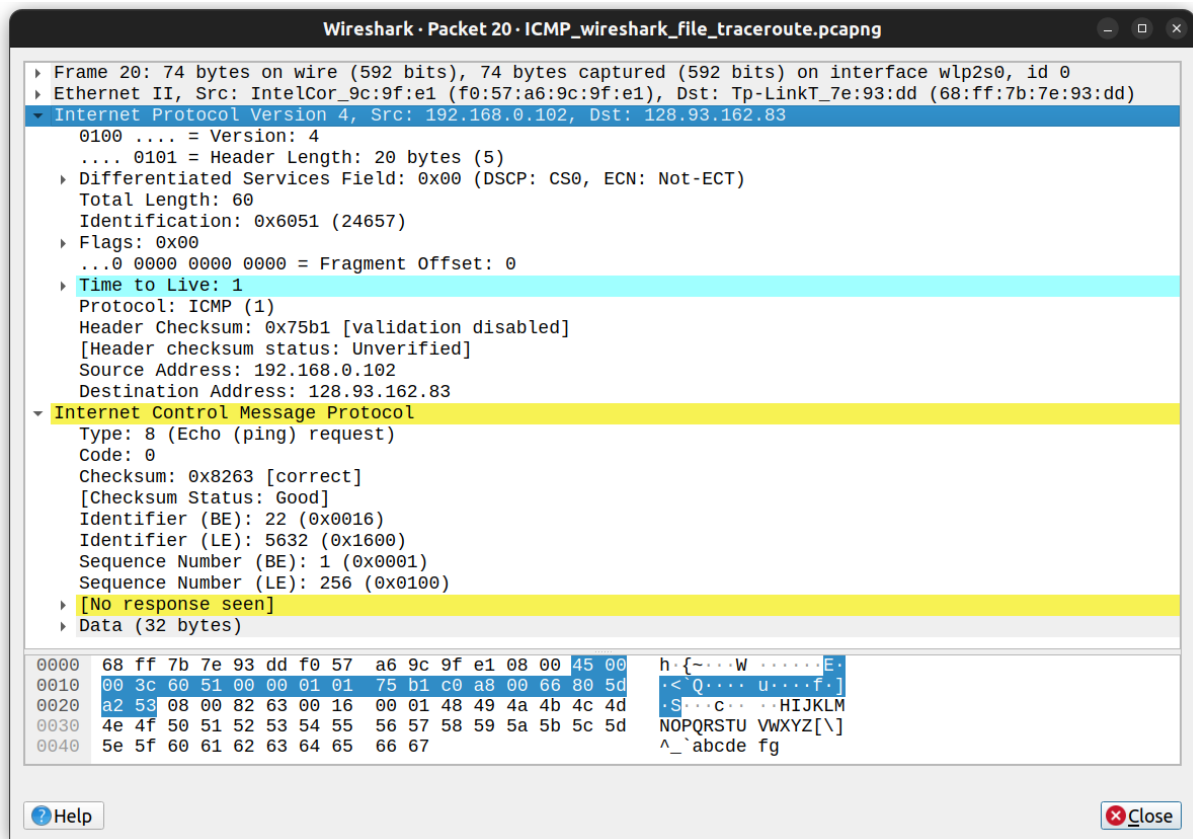 Wireshark · Packet 20 · ICMP_wireshark_file_traceroute.pcapng
Frame 20: 74 bytes on wire (592 bits), 74 bytes captured (592 bits) on interface wlp2s0, id 0
Ethernet II, Src: IntelCor_9c:9f:e1 (f0:57:a6:9c:9f:e1), Dst: Tp-LinkT_7e:93:dd (68:ff:7b:7e:93:dd)
Internet Protocol Version 4, Src: 192.168.0.102, Dst: 128.93.162.83
0100 .... = Version: 4
.... 0101 = Header Length: 20 bytes (5)
Differentiated Services Field: 0x00 (DSCP: CS0, ECN: Not-ECT)
Total Length: 60
Identification: 0x6051 (24657)
Flags: 0x00
...0 0000 0000 0000 = Fragment Offset: 0
Time to Live: 1
Protocol: ICMP (1)
Header Checksum: 0x75b1 [validation disabled]
[Header checksum status: Unverified]
Source Address: 192.168.0.102
Destination Address: 128.93.162.83
Internet Control Message Protocol
Type: 8 (Echo (ping) request)
Code: 0
Checksum: 0x8263 [correct]
[Checksum Status: Good]
Identifier (BE): 22 (0x0016)
Identifier (LE): 5632 (0x1600)
Sequence Number (BE): 1 (0x0001)
Sequence Number (LE): 256 (0x0100)
[No response seen]
Data (32 bytes)
0000 68 ff 7b 7e 93 dd f0 57 a6 9c 9f e1 08 00 45 00 h·{~···W ······E·
0010 00 3c 60 51 00 00 01 01 75 b1 c0 a8 00 66 80 5d ·<`Q···· u····f·]
0020 a2 53 08 00 82 63 00 16 00 01 48 49 4a 4b 4c 4d ·S···c·· ··HIJKLM
0030 4e 4f 50 51 52 53 54 55 56 57 58 59 5a 5b 5c 5d NOPQRSTU VWXYZ[\]
0040 5e 5f 60 61 62 63 64 65 66 67 ^_`abcde fg
Help
Close